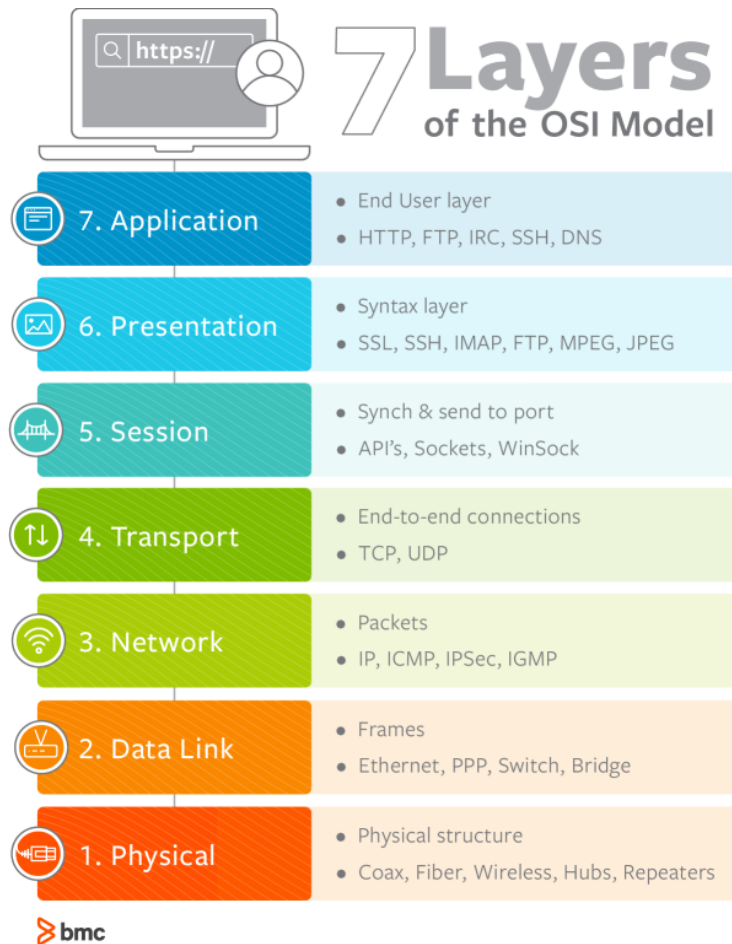 https://
7 Layers
of the OSI Model
7. Application
• End User layer
• HTTP, FTP, IRC, SSH, DNS
6. Presentation
• Syntax layer
• SSL, SSH, IMAP, FTP, MPEG, JPEG
5. Session
• Synch & send to port
• API's, Sockets, WinSock
4. Transport
• End-to-end connections
• TCP, UDP
3. Network
• Packets
• IP, ICMP, IPSec, IGMP
2. Data Link
• Frames
• Ethernet, PPP, Switch, Bridge
1. Physical
• Physical structure
• Coax, Fiber, Wireless, Hubs, Repeaters
bmc